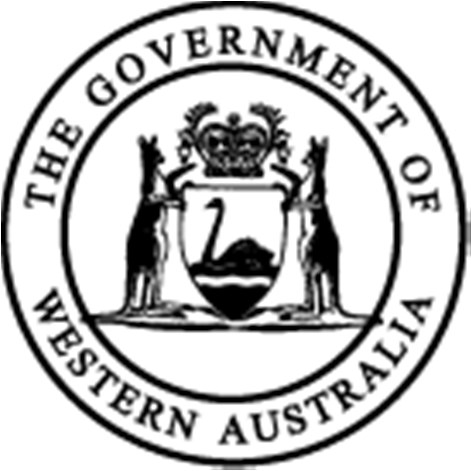 THE GOVERNMENT OF
WESTERN AUSTRALIA